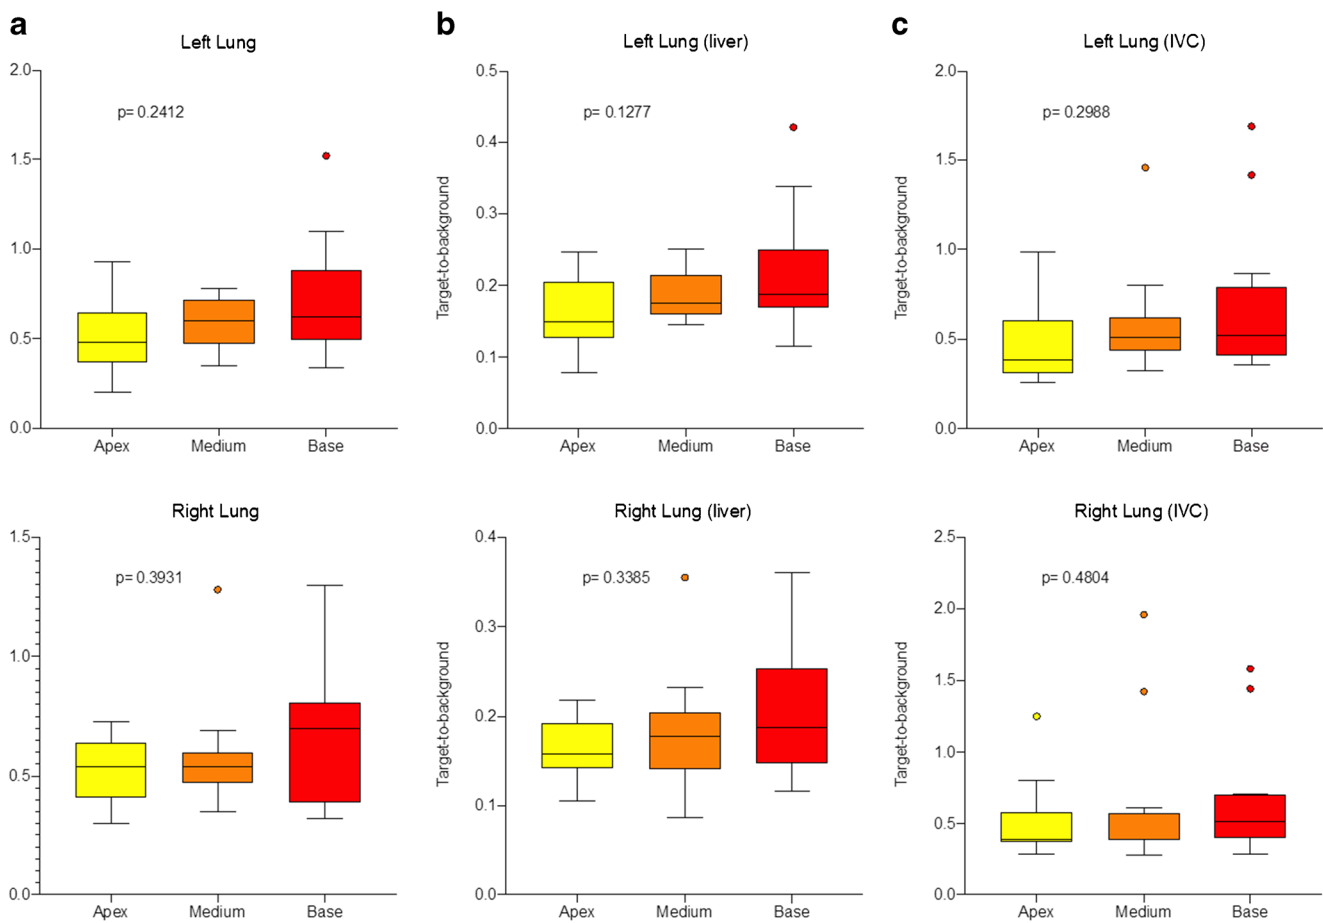 a
Left Lung
2.0
1.5
1.0
0.5
0.0
p= 0.2412
Apex Medium Base
b
Left Lung (liver)
Target-to-background
0.5
0.4
0.3
0.2
0.1
0.0
p= 0.1277
Apex Medium Base
c
Left Lung (IVC)
Target-to-background
2.0
1.5
1.0
0.5
0.0
p= 0.2988
Apex Medium Base
Right Lung
1.5
1.0
0.5
0.0
p= 0.3931
Apex Medium Base
Right Lung (liver)
Target-to-background
0.4
0.3
0.2
0.1
0.0
p= 0.3385
Apex Medium Base
Right Lung (IVC)
Target-to-background
2.5
2.0
1.5
1.0
0.5
0.0
p= 0.4804
Apex Medium Base